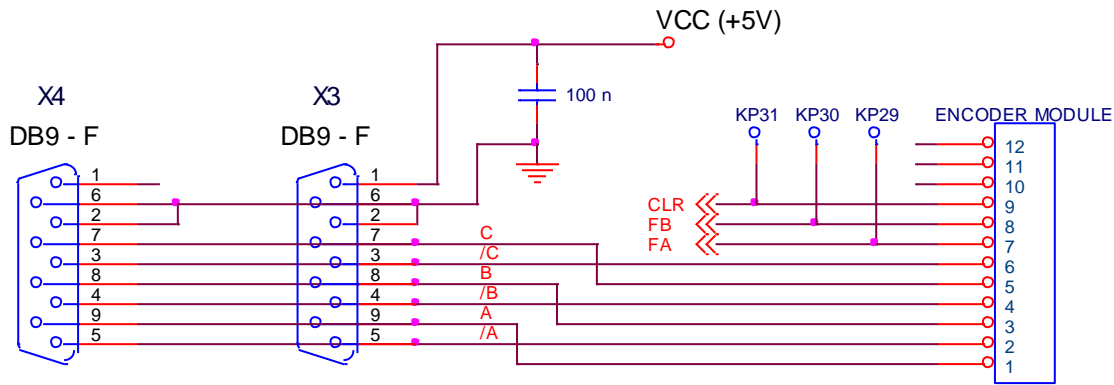 VCC (+5V)
X4
X3
100 n
DB9 - F
DB9 - F
KP31
KP30
KP29
ENCODER MODULE
1
6
2
7
3
8
4
9
5
1
6
2
7
3
8
4
9
5
C
/C
B
/B
A
/A
CLR
FB
FA
12
11
10
9
8
7
6
5
4
3
2
1